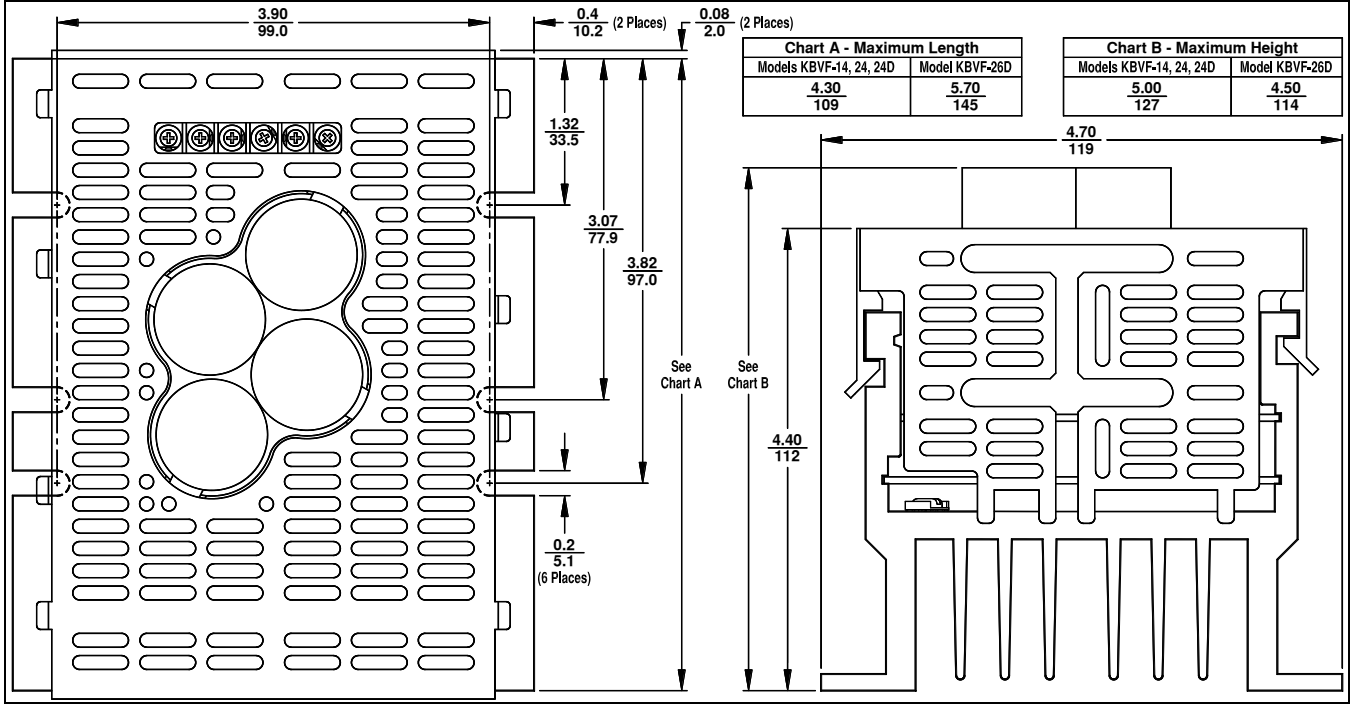 3.90
99.0
0.4
10.2
(2 Places)
0.08
2.0
(2 Places)
Chart A - Maximum Length
Models KBVF-14, 24, 24D Model KBVF-26D
4.30 5.70
109 145
Chart B - Maximum Height
Models KBVF-14, 24, 24D Model KBVF-26D
5.00 4.50
127 114
1.32
33.5
3.07
77.9
3.82
97.0
See
Chart A
0.2
5.1
(6 Places)
4.70
119
See
Chart B
4.40
112